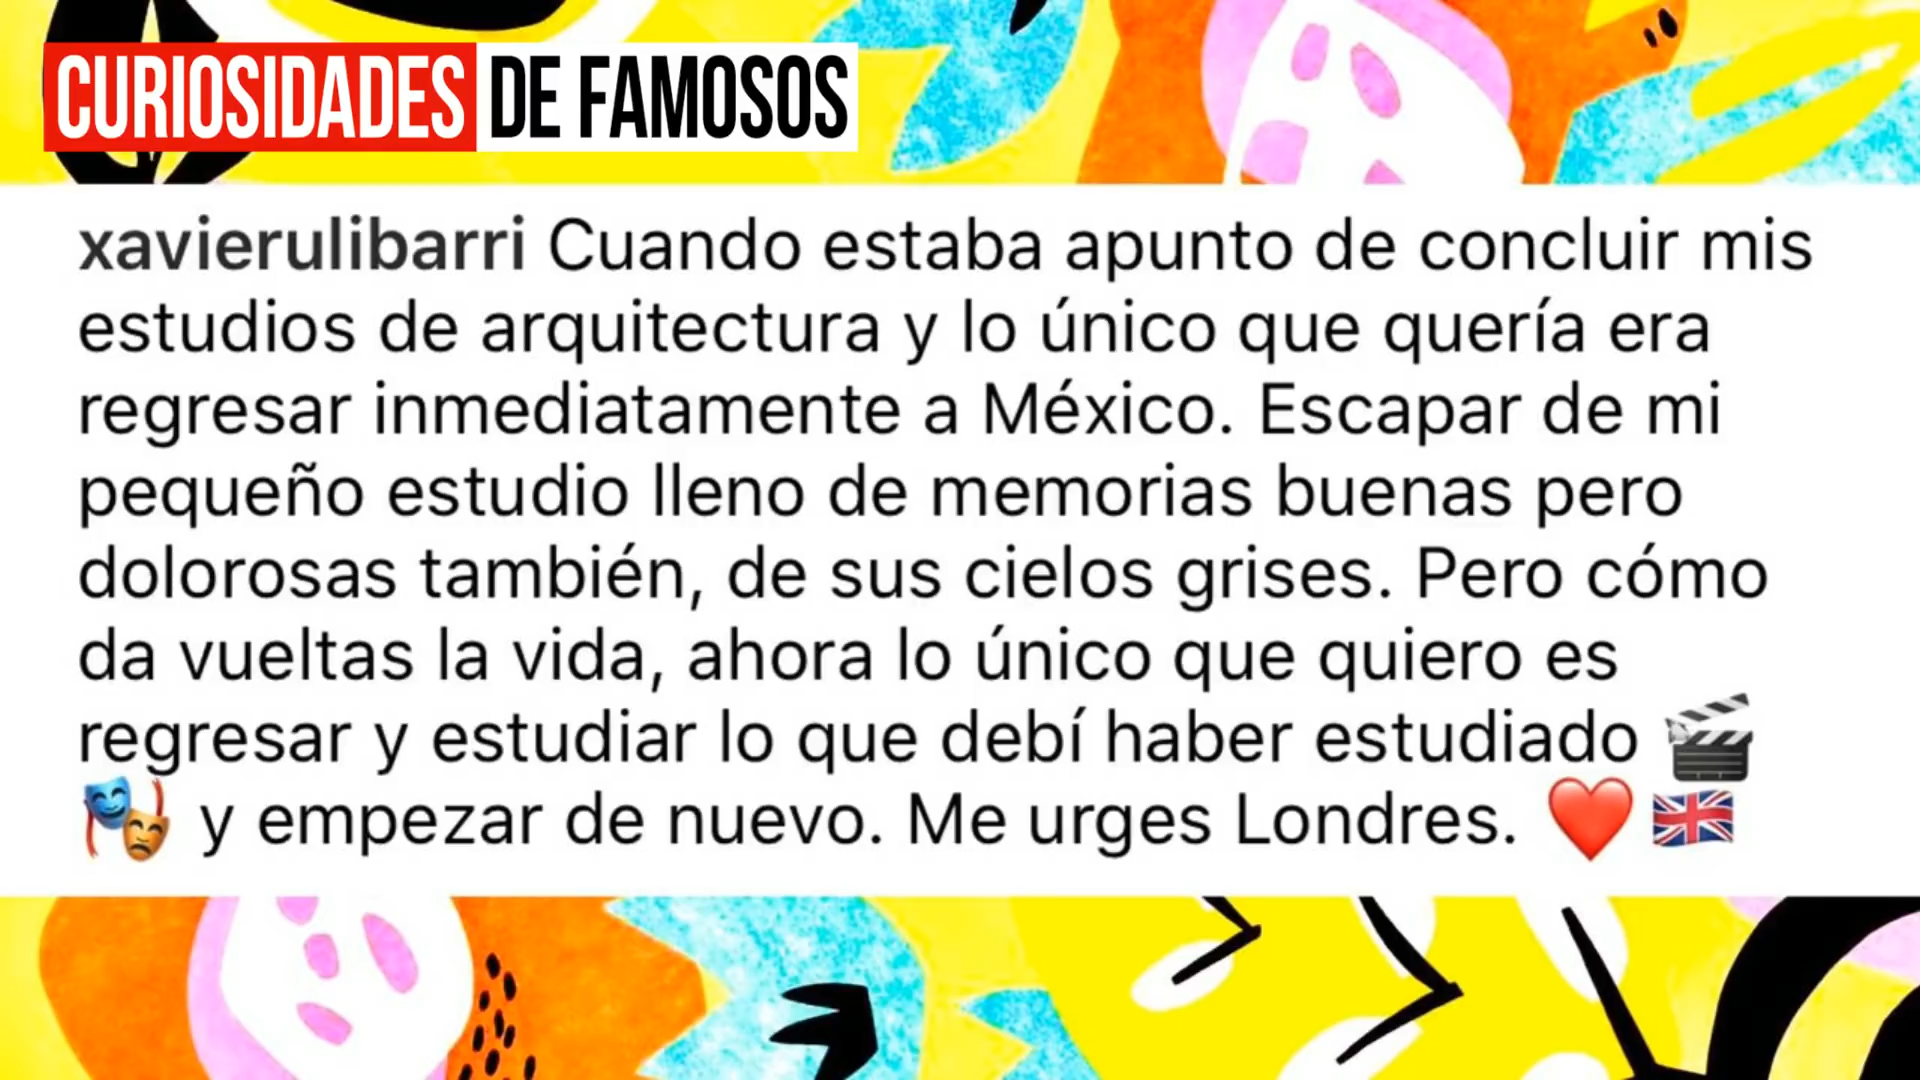 CURIOSIDADES DE FAMOSOS
xavierulibarri Cuando estaba apunto de concluir mis
estudios de arquitectura y lo único que quería era
regresar inmediatamente a México. Escapar de mi
pequeño estudio lleno de memorias buenas pero
dolorosas también, de sus cielos grises. Pero cómo
da vueltas la vida, ahora lo único que quiero es
regresar y estudiar lo que debí haber estudiado 🎬
🎭 y empezar de nuevo. Me urges Londres. ❤️ 🇬🇧